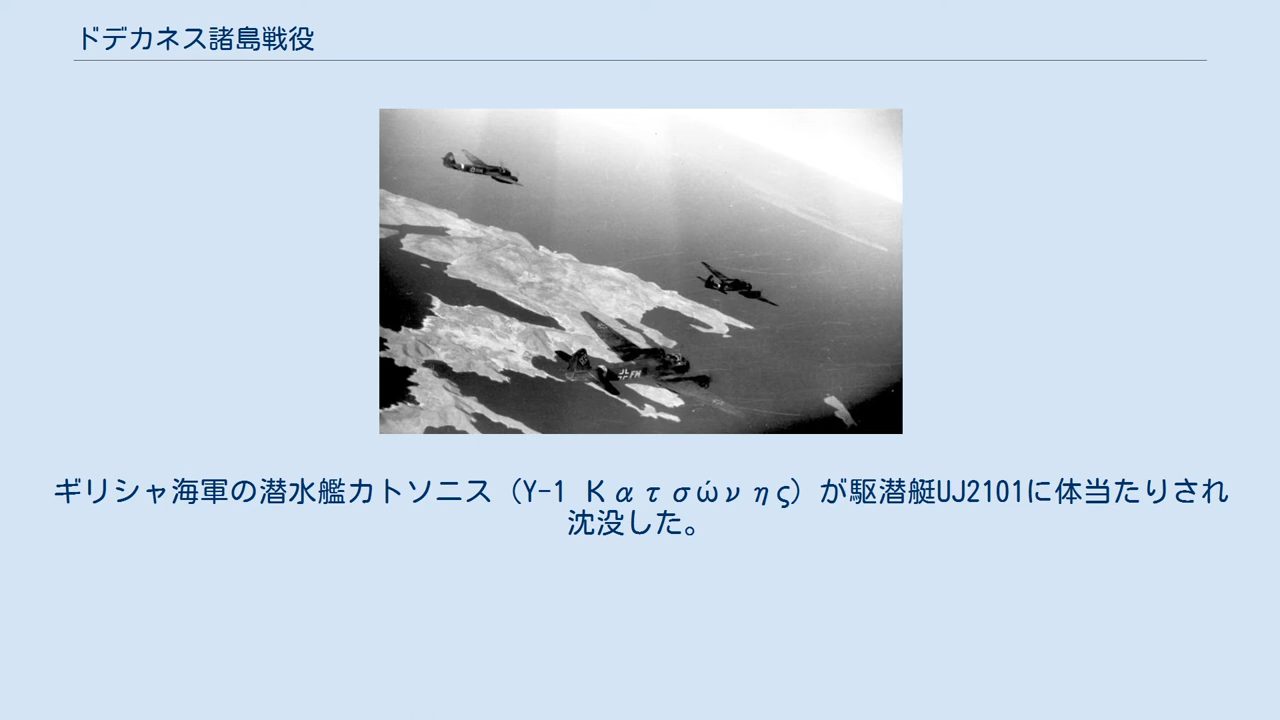 ドデカネス諸島戦役
ギリシャ海軍の潜水艦カトソニス（Y-1 Κατσώνης）が駆潜艇UJ2101に体当たりされ
沈没した。